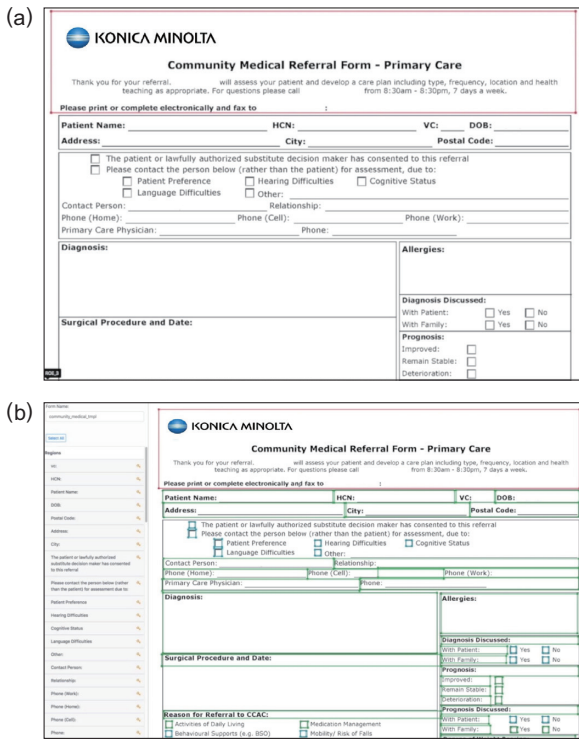 (a)
KONICA MINOLTA
Community Medical Referral Form - Primary Care
Thank you for your referral. will assess your patient and develop a care plan including type, frequency, location and health
teaching as appropriate. For questions please call from 8:30am - 8:30pm, 7 days a week.
Please print or complete electronically and fax to :
Patient Name: HCN: VC: DOB:
Address: City: Postal Code:
The patient or lawfully authorized substitute decision maker has consented to this referral
Please contact the person below (rather than the patient) for assessment, due to:
Patient Preference Hearing Difficulties Cognitive Status
Language Difficulties Other:
Contact Person: Relationship:
Phone (Home): Phone (Cell): Phone (Work):
Primary Care Physician: Phone:
Diagnosis: Allergies:
Diagnosis Discussed:
With Patient: Yes No
Surgical Procedure and Date: With Family: Yes No
Prognosis:
Improved:
Remain Stable:
Deterioration:
(b)
Form Name:
community_medical_tmpl
Select All
Regions
VC:
HCN:
Patient Name:
DOB:
Postal Code:
Address:
City:
The patient or lawfully authorized
substitute decision maker has consented
to this referral
Please contact the person below (rather
than the patient) for assessment due to:
Patient Preference
Hearing Difficulties
Cognitive Status
Language Difficulties
Other:
Contact Person:
Relationship:
Phone (Work):
Phone (Home):
Phone (Cell):
Phone:
KONICA MINOLTA
Community Medical Referral Form - Primary Care
Thank you for your referral. will assess your patient and develop a care plan including type, frequency, location and health
teaching as appropriate. For questions please call from 8:30am - 8:30pm, 7 days a week.
Please print or complete electronically and fax to :
Patient Name: HCN: VC: DOB:
Address: City: Postal Code:
The patient or lawfully authorized substitute decision maker has consented to this referral
Please contact the person below (rather than the patient) for assessment, due to:
Patient Preference Hearing Difficulties Cognitive Status
Language Difficulties Other:
Contact Person: Relationship:
Phone (Home): Phone (Cell): Phone (Work):
Primary Care Physician: Phone:
Diagnosis: Allergies:
Diagnosis Discussed:
With Patient: Yes No
Surgical Procedure and Date: With Family: Yes No
Prognosis:
Improved:
Remain Stable:
Deterioration:
Reason for Referral to CCAC: Prognosis Discussed:
Activities of Daily Living Medication Management With Patient: Yes No
Behavioural Supports (e.g. BSO) Mobility/ Risk of Falls With Family: Yes No